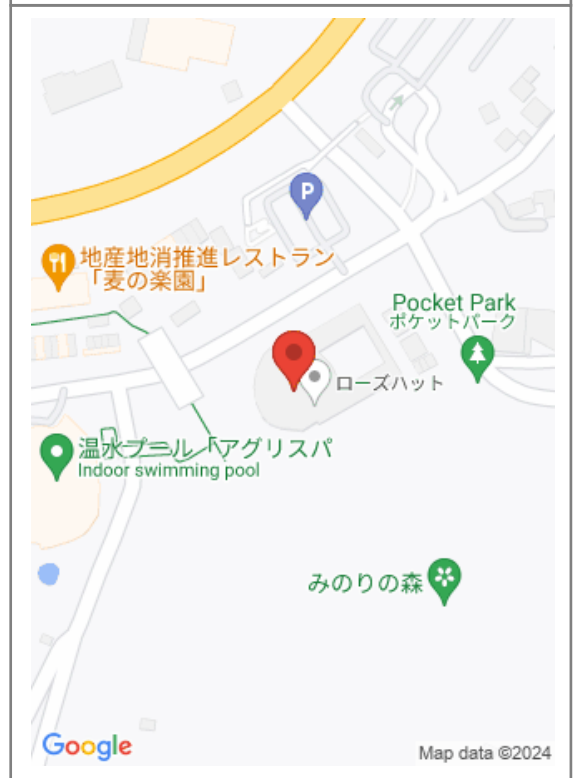 P
地産地消推進レストラン
「麦の楽園」
Pocket Park
ポケットパーク
ローズハット
温水プール「アグリスパ
Indoor swimming pool
みのりの森
Google
Map data ©2024